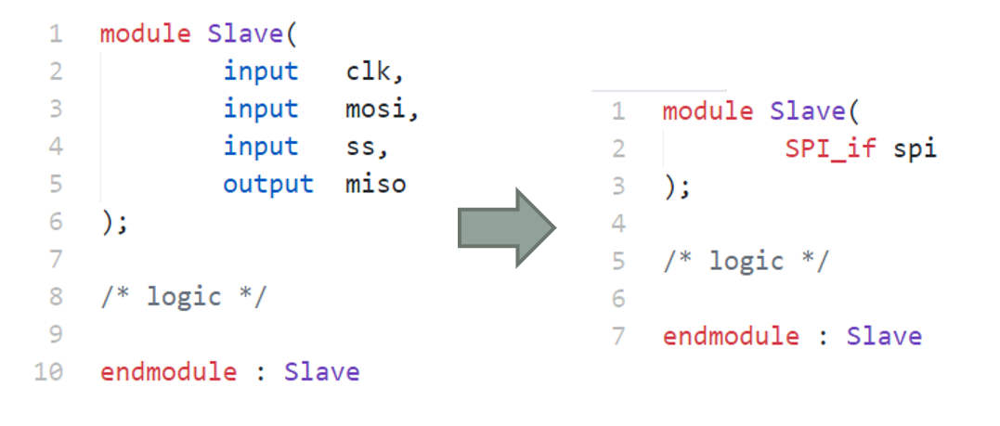 1 module Slave(
2 input clk,
3 input mosi,
4 input ss,
5 output miso
6 );
7
8 /* logic */
9
10 endmodule : Slave
1 module Slave(
2 SPI_if spi
3 );
4
5 /* logic */
6
7 endmodule : Slave